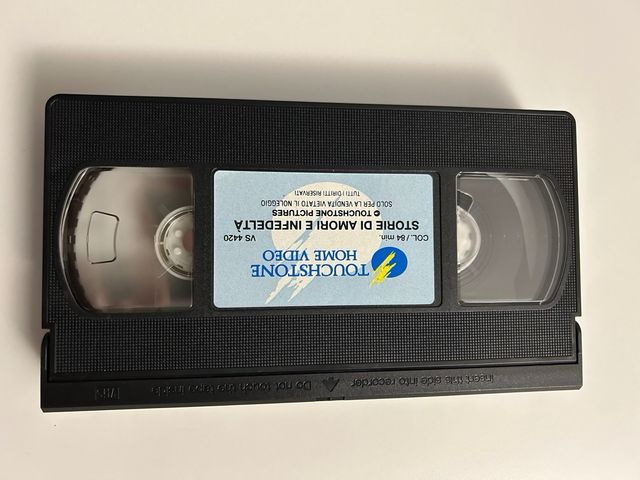 TOUCHSTONE
HOME VIDEO
COL. / 84 min. VS 4420
STORIE DI AMORI E INFEDELTÀ
© TOUCHSTONE PICTURES
SOLO PER LA VENDITA VIETATO IL NOLEGGIO
TUTTI I DIRITTI RISERVATI
Insert this side into recorder
Do not touch the tape inside
VHS